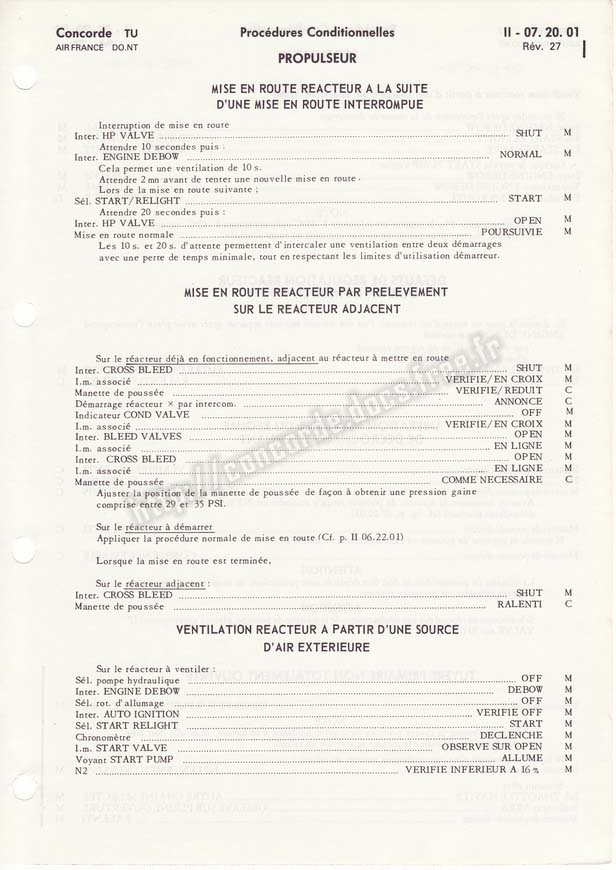 Concorde TU Procédures Conditionnelles II - 07. 20. 01
AIR FRANCE DO.NT Rév. 27
PROPULSEUR
MISE EN ROUTE REACTEUR A LA SUITE
D'UNE MISE EN ROUTE INTERROMPUE
Interruption de mise en route
Inter. HP VALVE SHUT M
Attendre 10 secondes puis :
Inter. ENGINE DEBOW NORMAL M
Cela permet une ventilation de 10 s.
Attendre 2 mn avant de tenter une nouvelle mise en route.
Lors de la mise en route suivante ;
Sél. START/RELIGHT START M
Attendre 20 secondes puis :
Inter. HP VALVE OPEN M
Mise en route normale POURSUIVIE M
Les 10 s. et 20 s. d'attente permettent d'intercaler une ventilation entre deux démarrages
avec une perte de temps minimale, tout en respectant les limites d'utilisation démarreur.
MISE EN ROUTE REACTEUR PAR PRELEVEMENT
SUR LE REACTEUR ADJACENT
Sur le réacteur déjà en fonctionnement, adjacent au réacteur à mettre en route
Inter. CROSS BLEED SHUT M
I.m. associé VERIFIE/EN CROIX M
Manette de poussée VERIFIE/REDUIT C
Démarrage réacteur × par intercom. ANNONCE C
Indicateur COND VALVE OFF M
I.m. associé VERIFIE/EN CROIX M
Inter. BLEED VALVES OPEN M
I.m. associé EN LIGNE M
Inter. CROSS BLEED OPEN M
I.m. associé EN LIGNE M
Manette de poussée COMME NECESSAIRE C
Ajuster la position de la manette de poussée de façon à obtenir une pression gaine
comprise entre 29 et 35 PSI.
http://concorde.docs.free.fr
Sur le réacteur à démarrer
Appliquer la procédure normale de mise en route (Cf. p. II 06.22.01)
Lorsque la mise en route est terminée,
Sur le réacteur adjacent :
Inter. CROSS BLEED SHUT M
Manette de poussée RALENTI C
VENTILATION REACTEUR A PARTIR D'UNE SOURCE
D'AIR EXTERIEURE
Sur le réacteur à ventiler :
Sél. pompe hydraulique OFF M
Inter. ENGINE DEBOW DEBOW M
Sél. rot. d'allumage OFF M
Inter. AUTO IGNITION VERIFIE OFF M
Sél. START RELIGHT START M
Chronomètre DECLENCHE M
I.m. START VALVE OBSERVE SUR OPEN M
Voyant START PUMP ALLUME M
N2 VERIFIE INFERIEUR A 16 % M